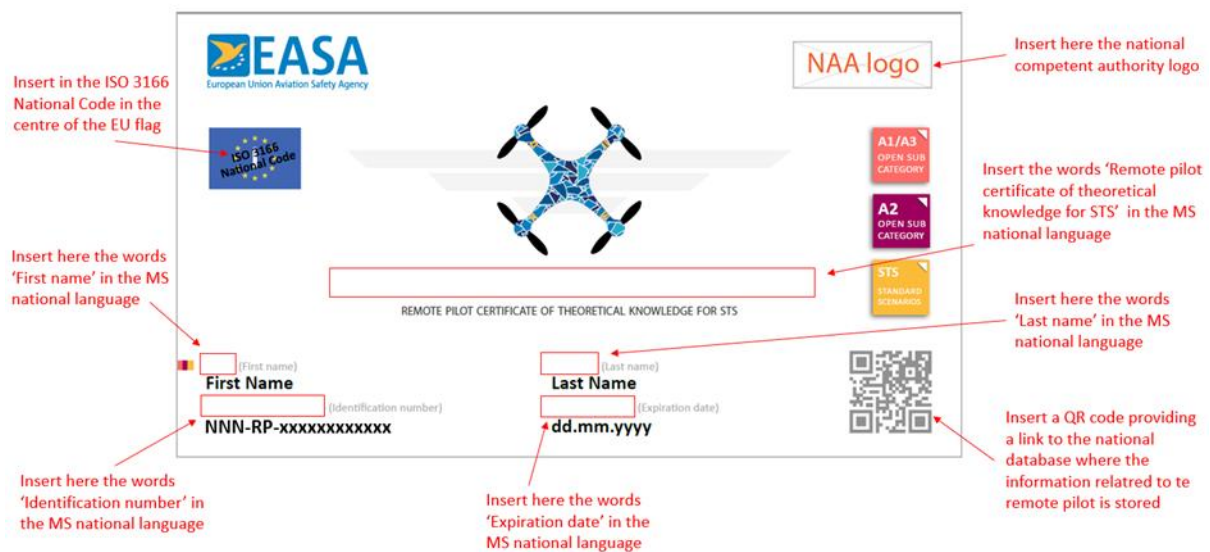 EASA
European Union Aviation Safety Agency
NAA logo
Insert here the national
competent authority logo
Insert in the ISO 3166
National Code in the
centre of the EU flag
ISO 3166
National Code
A1/A3
OPEN SUB
CATEGORY
A2
OPEN SUB
CATEGORY
STS
STANDARD
SCENARIOS
Insert the words ‘Remote pilot
certificate of theoretical
knowledge for STS’ in the MS
national language
Insert here the words
‘First name’ in the MS
national language
REMOTE PILOT CERTIFICATE OF THEORETICAL KNOWLEDGE FOR STS
Insert here the words
‘Last name’ in the MS
national language
(First name)
First Name
(Last name)
Last Name
(Identification number)
NNN-RP-xxxxxxxxxxxx
(Expiration date)
dd.mm.yyyy
Insert a QR code providing
a link to the national
database where the
information relatred to te
remote pilot is stored
Insert here the words
‘Identification number’ in
the MS national language
Insert here the words
‘Expiration date’ in the
MS national language